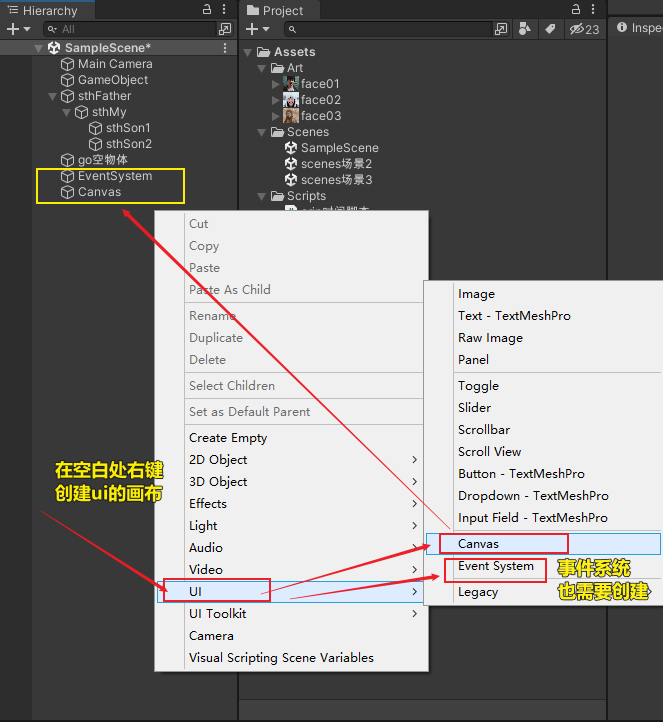 Hierarchy
Project
All
23
Inspe
SampleScene*
Main Camera
GameObject
sthFather
sthMy
sthSon1
sthSon2
go空物体
EventSystem
Canvas
Assets
Art
face01
face02
face03
Scenes
SampleScene
scenes场景2
scenes场景3
Scripts
Cut
Copy
Paste
Paste As Child
Rename
Duplicate
Delete
Select Children
Set as Default Parent
Create Empty
2D Object
3D Object
Effects
Light
Audio
Video
UI
UI Toolkit
Camera
Visual Scripting Scene Variables
Image
Text - TextMeshPro
Raw Image
Panel
Toggle
Slider
Scrollbar
Scroll View
Button - TextMeshPro
Dropdown - TextMeshPro
Input Field - TextMeshPro
Canvas
Event System
Legacy
在空白处右键
创建ui的画布
事件系统
也需要创建